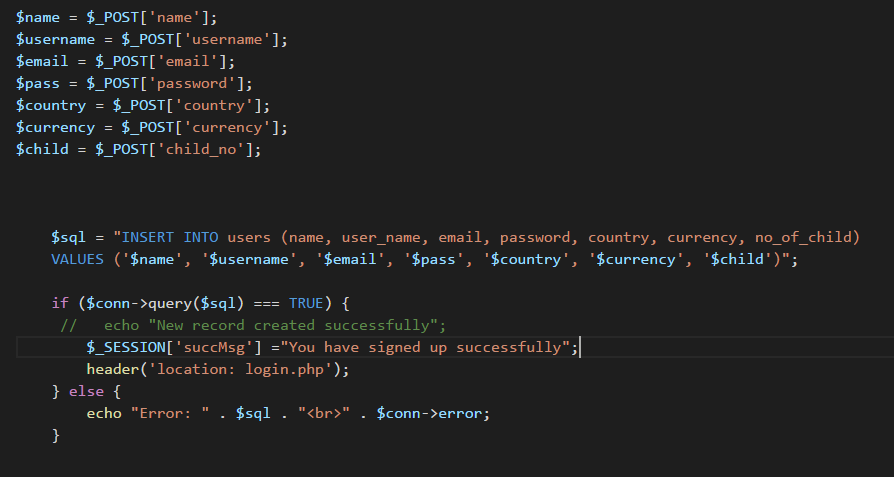 $name = $_POST['name'];
$username = $_POST['username'];
$email = $_POST['email'];
$pass = $_POST['password'];
$country = $_POST['country'];
$currency = $_POST['currency'];
$child = $_POST['child_no'];
$sql = "INSERT INTO users (name, user_name, email, password, country, currency, no_of_child)
VALUES ('$name', '$username', '$email', '$pass', '$country', '$currency', '$child')";
if ($conn->query($sql) === TRUE) {
//   echo "New record created successfully";
$_SESSION['succMsg'] ="You have signed up successfully";
header('location: login.php');
} else {
echo "Error: " . $sql . "<br>" . $conn->error;
}